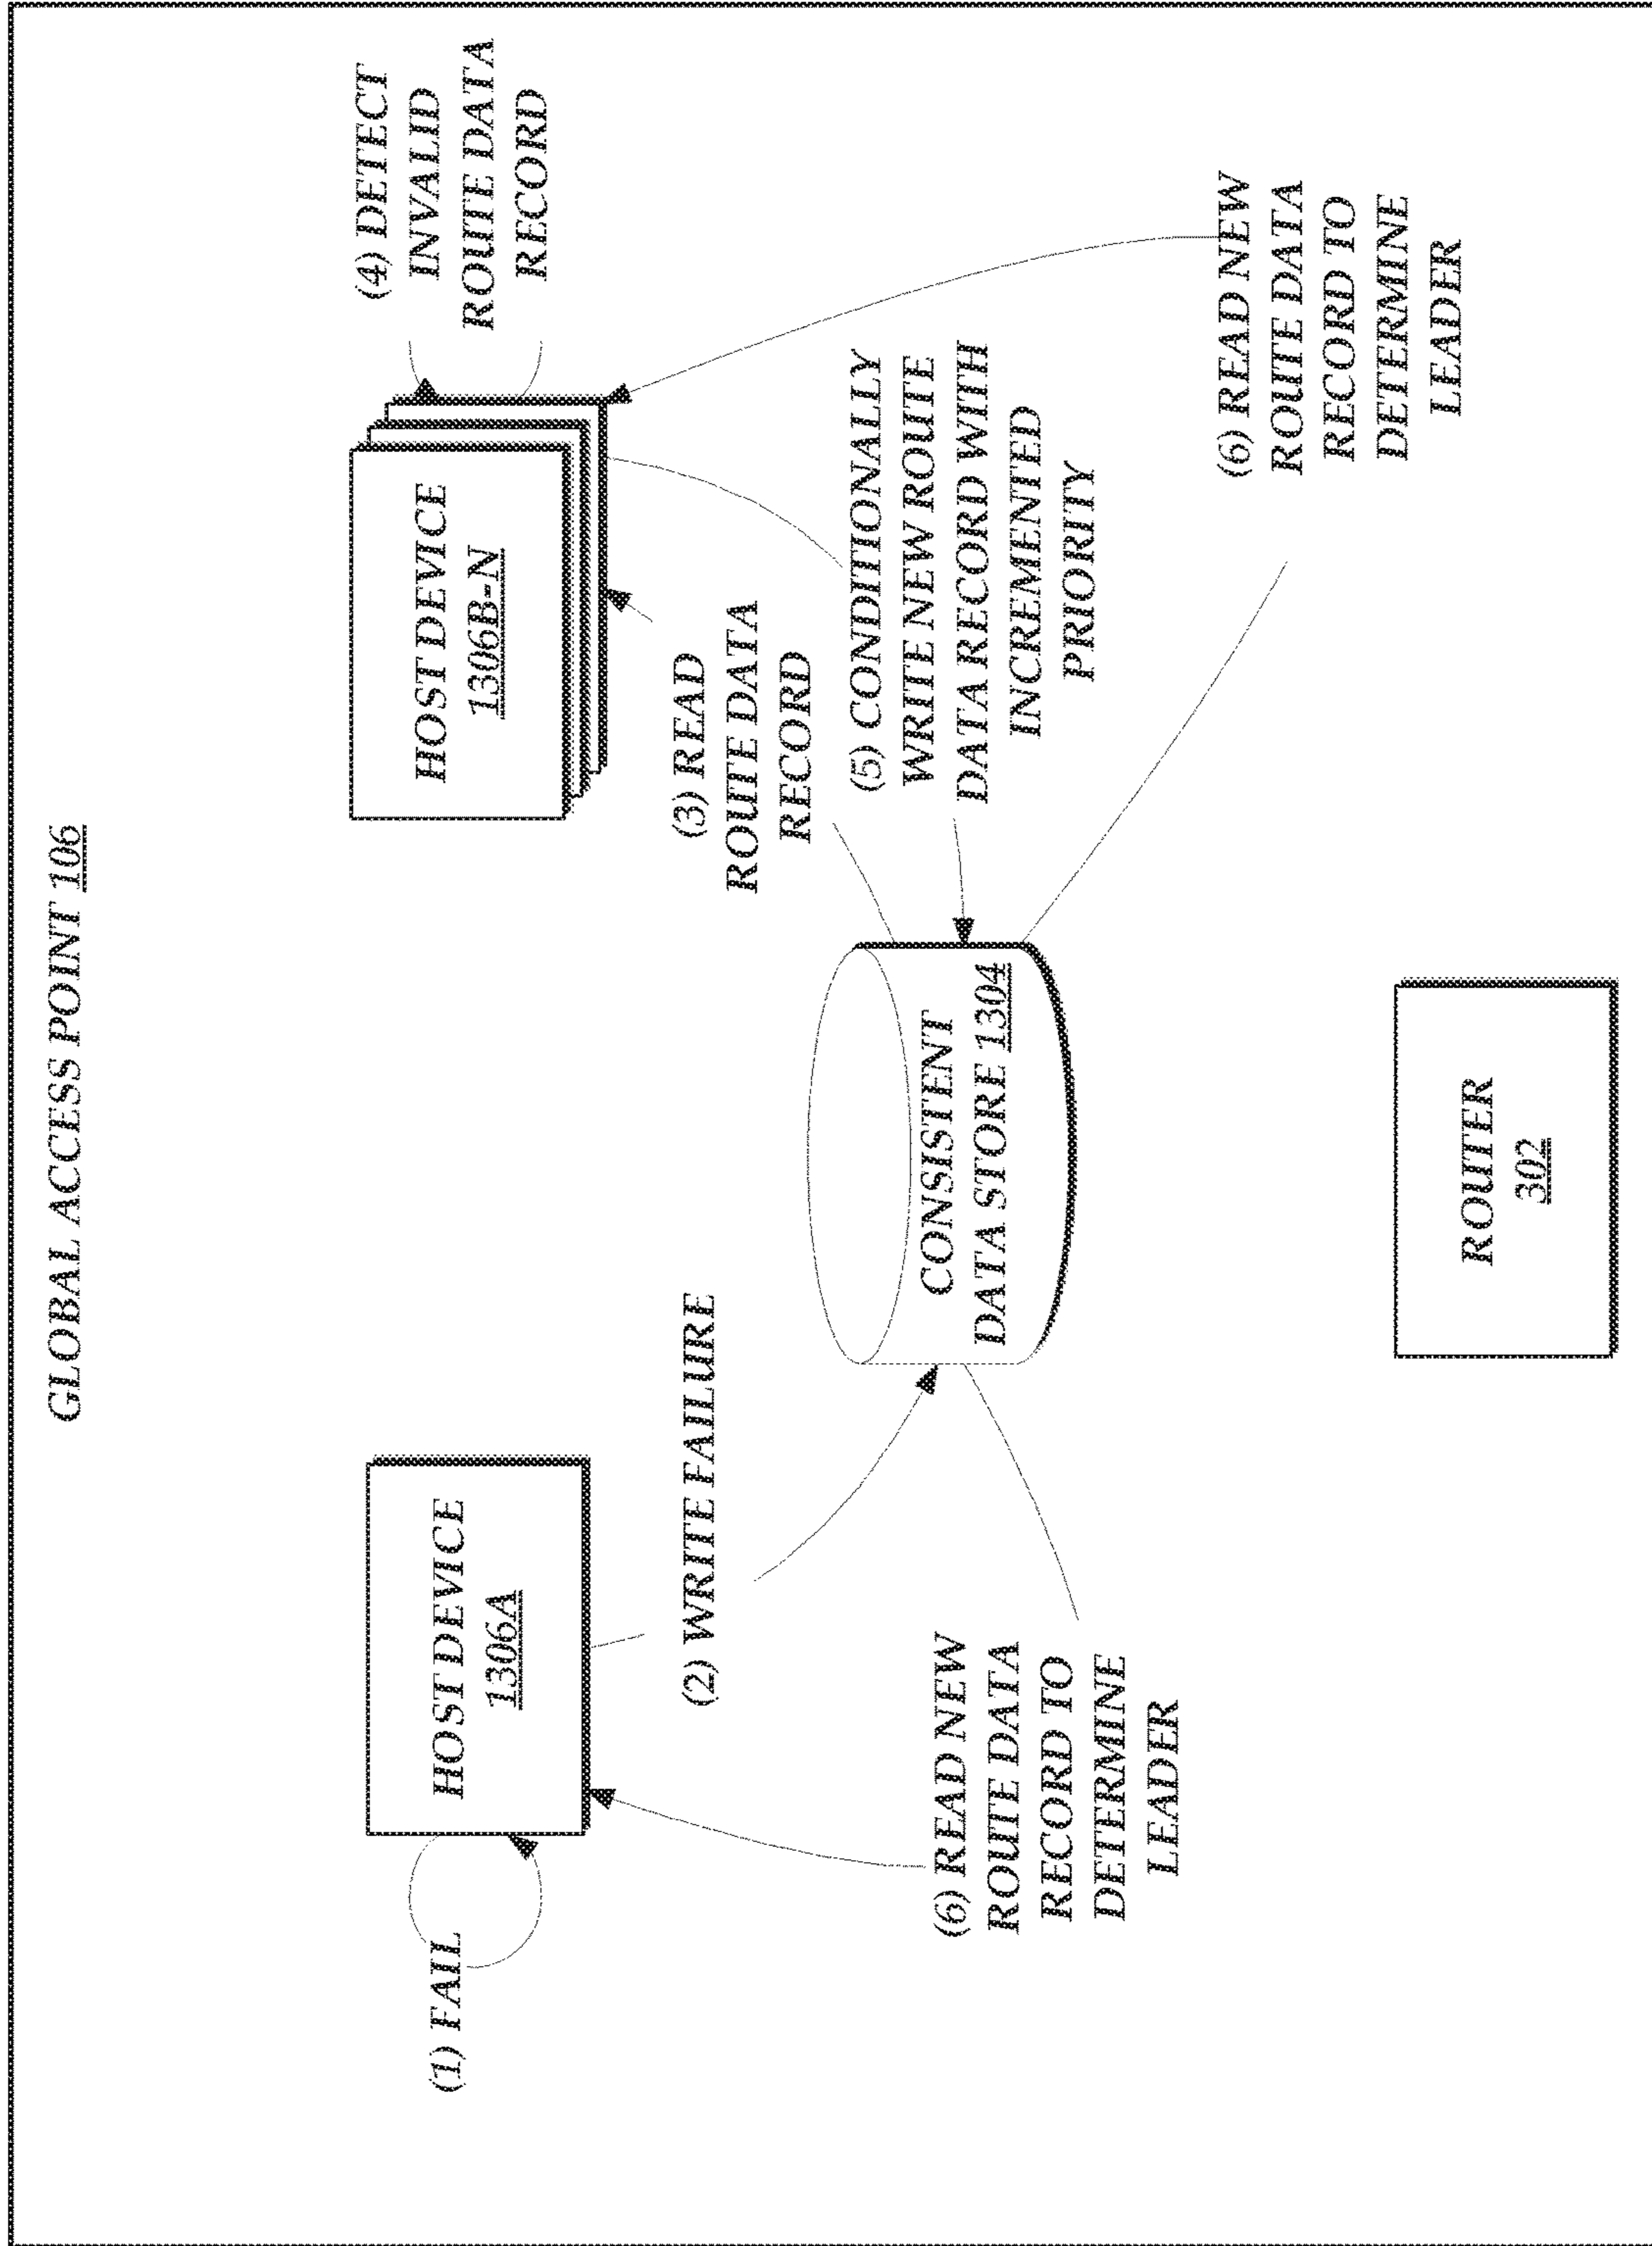 GLOBAL ACCESS POINT 106
(1) FAIL
HOST DEVICE
1306A
(2) WRITE FAILURE
HOST DEVICE
1306B-N
(3) READ
ROUTE DATA
RECORD
(4) DETECT
INVALID
ROUTE DATA
RECORD
(5) CONDITIONALLY
WRITE NEW ROUTE
DATA RECORD WITH
INCREMENTED
PRIORITY
CONSISTENT
DATA STORE 1304
(6) READ NEW
ROUTE DATA
RECORD TO
DETERMINE
LEADER
(6) READ NEW
ROUTE DATA
RECORD TO
DETERMINE
LEADER
ROUTER
302